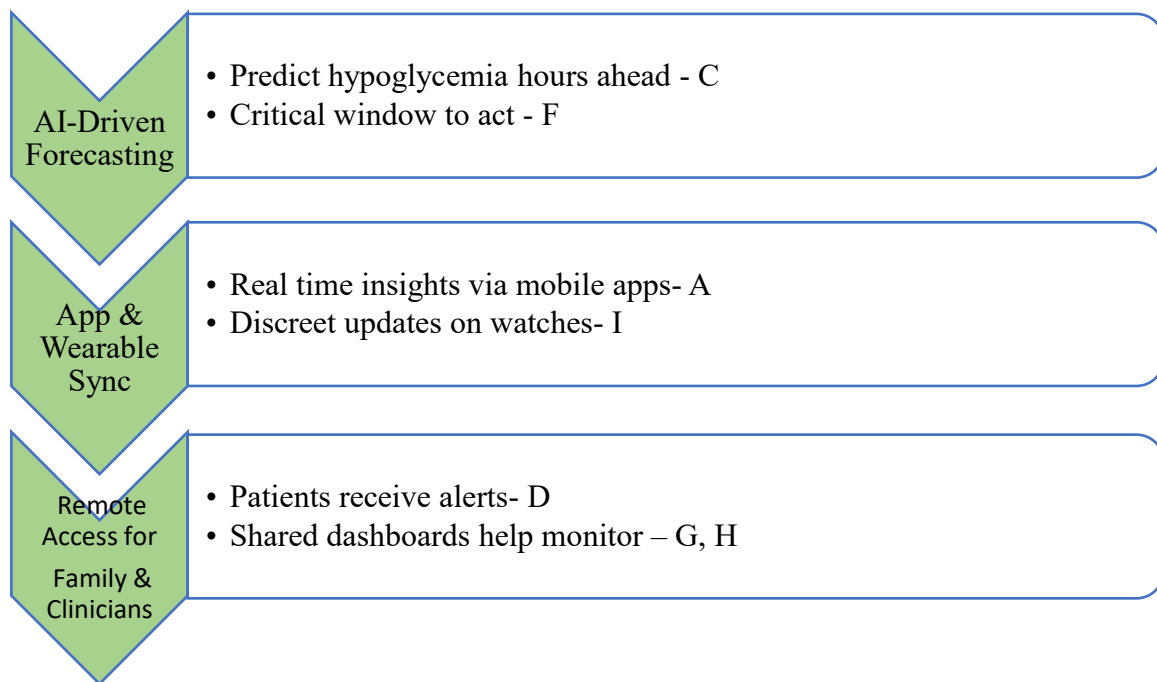 AI-Driven
Forecasting
• Predict hypoglycemia hours ahead - C
• Critical window to act - F
App &
Wearable
Sync
• Real time insights via mobile apps- A
• Discreet updates on watches- I
Remote
Access for
Family &
Clinicians
• Patients receive alerts- D
• Shared dashboards help monitor – G, H